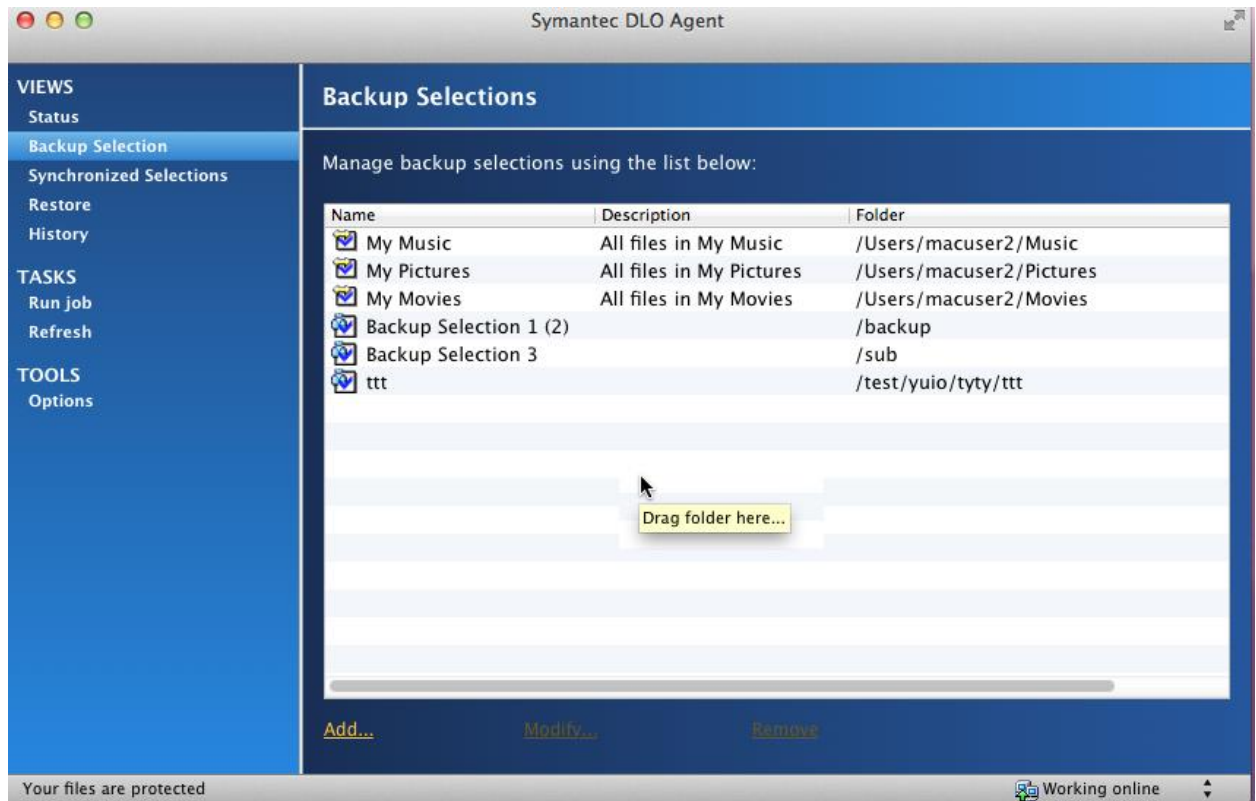 Symantec DLO Agent
VIEWS
Status
Backup Selection
Synchronized Selections
Restore
History
TASKS
Run job
Refresh
TOOLS
Options
Backup Selections
Manage backup selections using the list below:
Name Description Folder
My Music All files in My Music /Users/macuser2/Music
My Pictures All files in My Pictures /Users/macuser2/Pictures
My Movies All files in My Movies /Users/macuser2/Movies
Backup Selection 1 (2) /backup
Backup Selection 3 /sub
ttt /test/yuio/tyty/ttt
Drag folder here...
Add... Modify... Remove
Your files are protected Working online